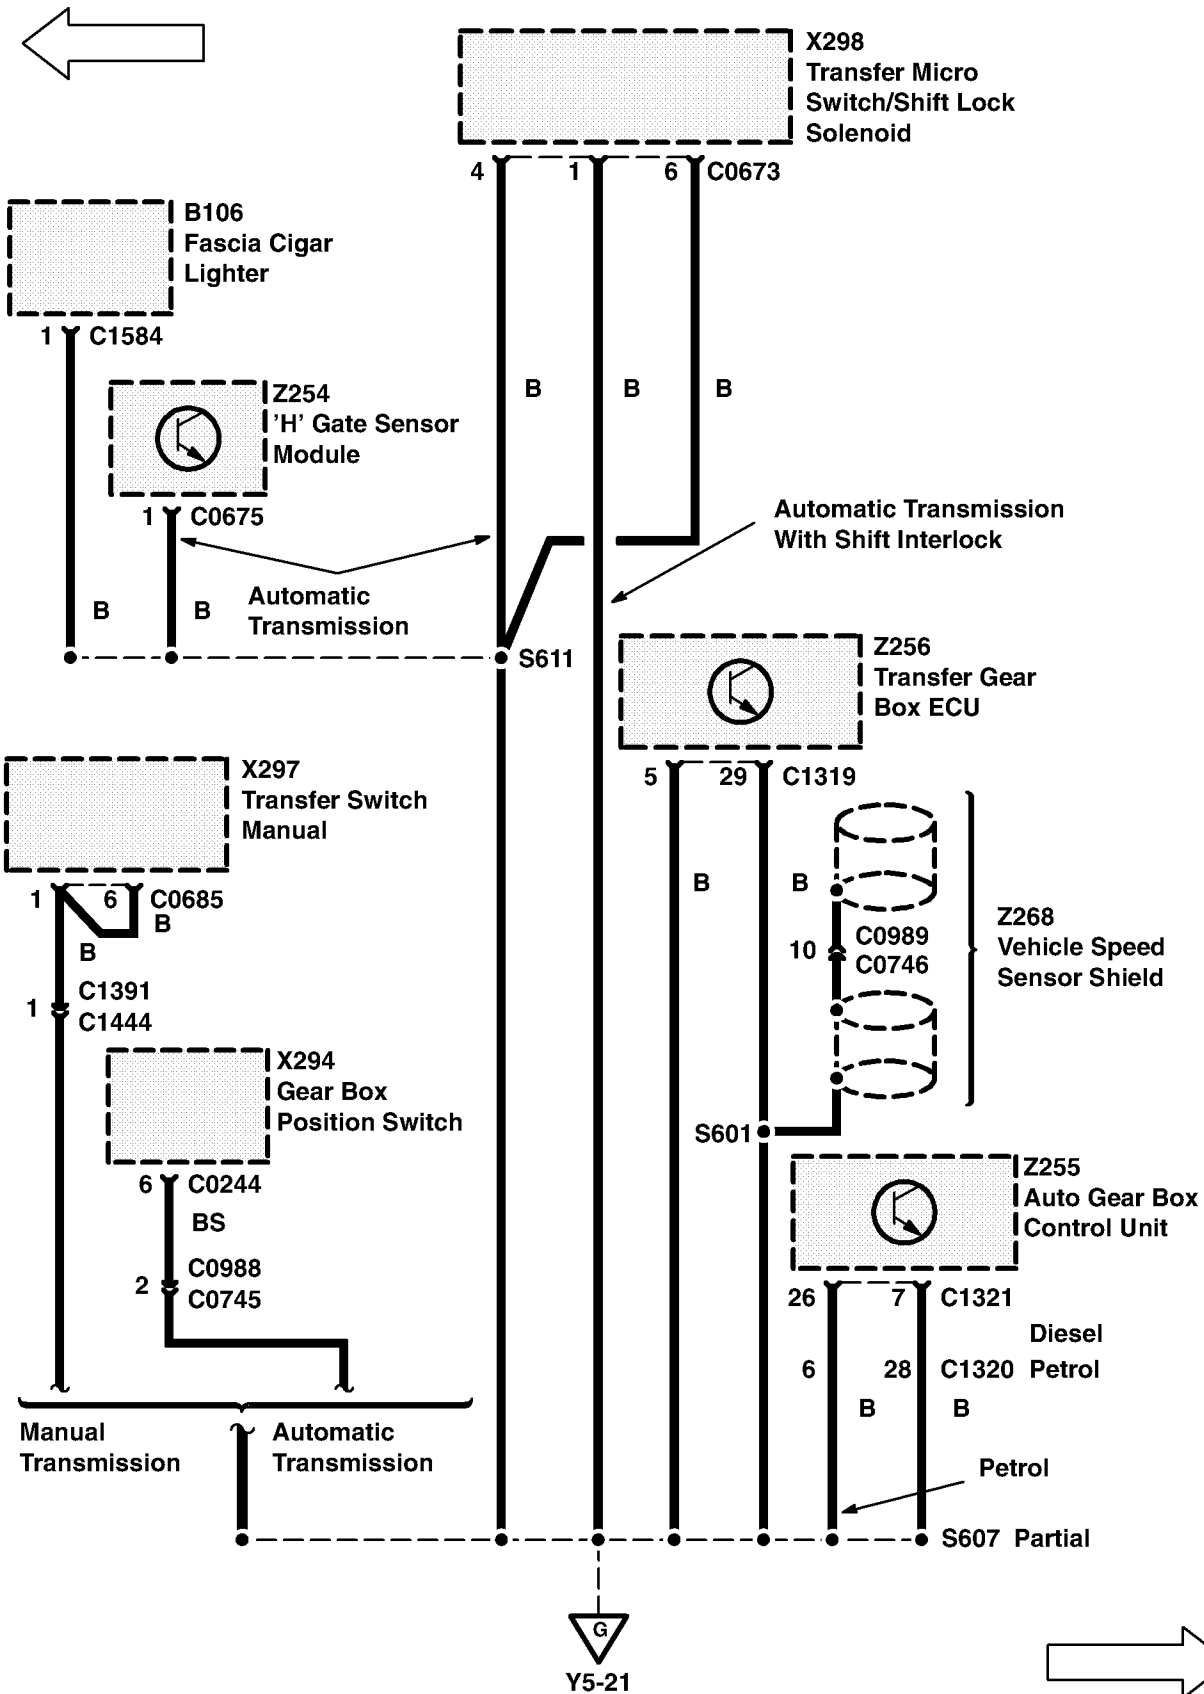 X298
Transfer Micro
Switch/Shift Lock
Solenoid
4
1
6
C0673
B106
Fascia Cigar
Lighter
1
C1584
Z254
'H' Gate Sensor
Module
1
C0675
B
B
B
Automatic Transmission
With Shift Interlock
Automatic
Transmission
B
B
S611
Z256
Transfer Gear
Box ECU
5
29
C1319
X297
Transfer Switch
Manual
1
6
C0685
B
B
B
B
Z268
Vehicle Speed
Sensor Shield
10
C0989
C0746
1
C1391
C1444
X294
Gear Box
Position Switch
S601
6
C0244
BS
Z255
Auto Gear Box
Control Unit
2
C0988
C0745
26
7
C1321
Diesel
6
28
C1320
Petrol
B
B
Manual
Transmission
Automatic
Transmission
Petrol
S607 Partial
G
Y5-21